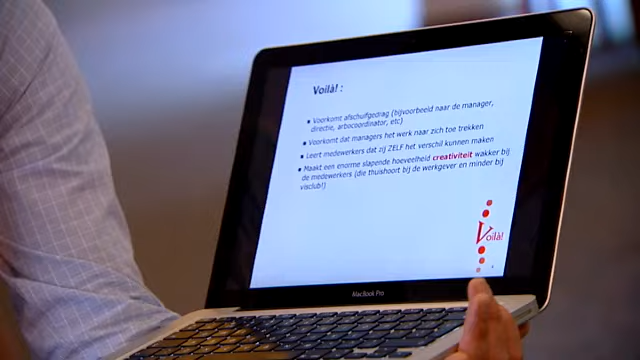 Voilà! :
• Voorkomt afschuifgedrag (bijvoorbeeld naar de manager,
directie, arbocoordinator, etc)
• Voorkomt dat managers het werk naar zich toe trekken
• Leert medewerkers dat zij ZELF het verschil kunnen maken
• Maakt een enorme slapende hoeveelheid creativiteit wakker bij
de medewerkers (die thuishoort bij de werkgever en minder bij
visclub!)
Voilà!
MacBook Pro